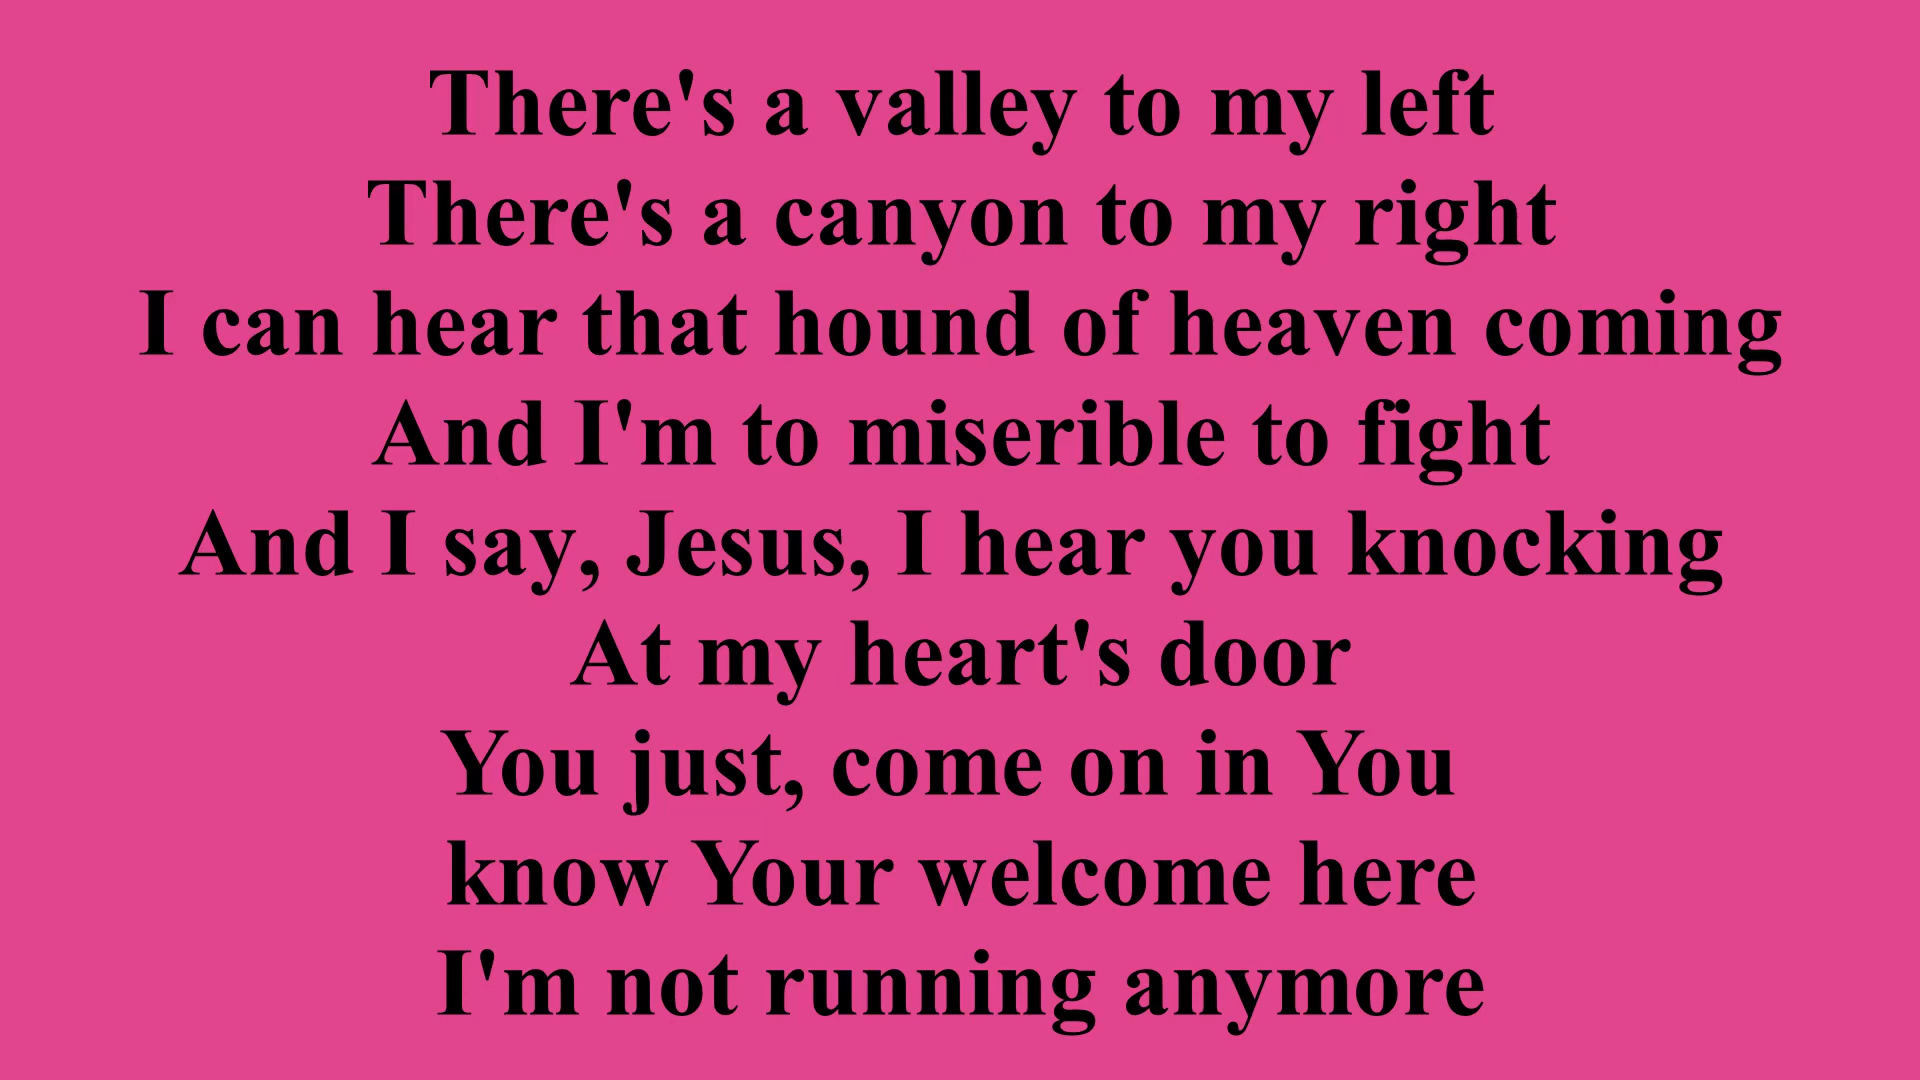 There's a valley to my left
There's a canyon to my right
I can hear that hound of heaven coming
And I'm to miserible to fight
And I say, Jesus, I hear you knocking
At my heart's door
You just, come on in You
know Your welcome here
I'm not running anymore